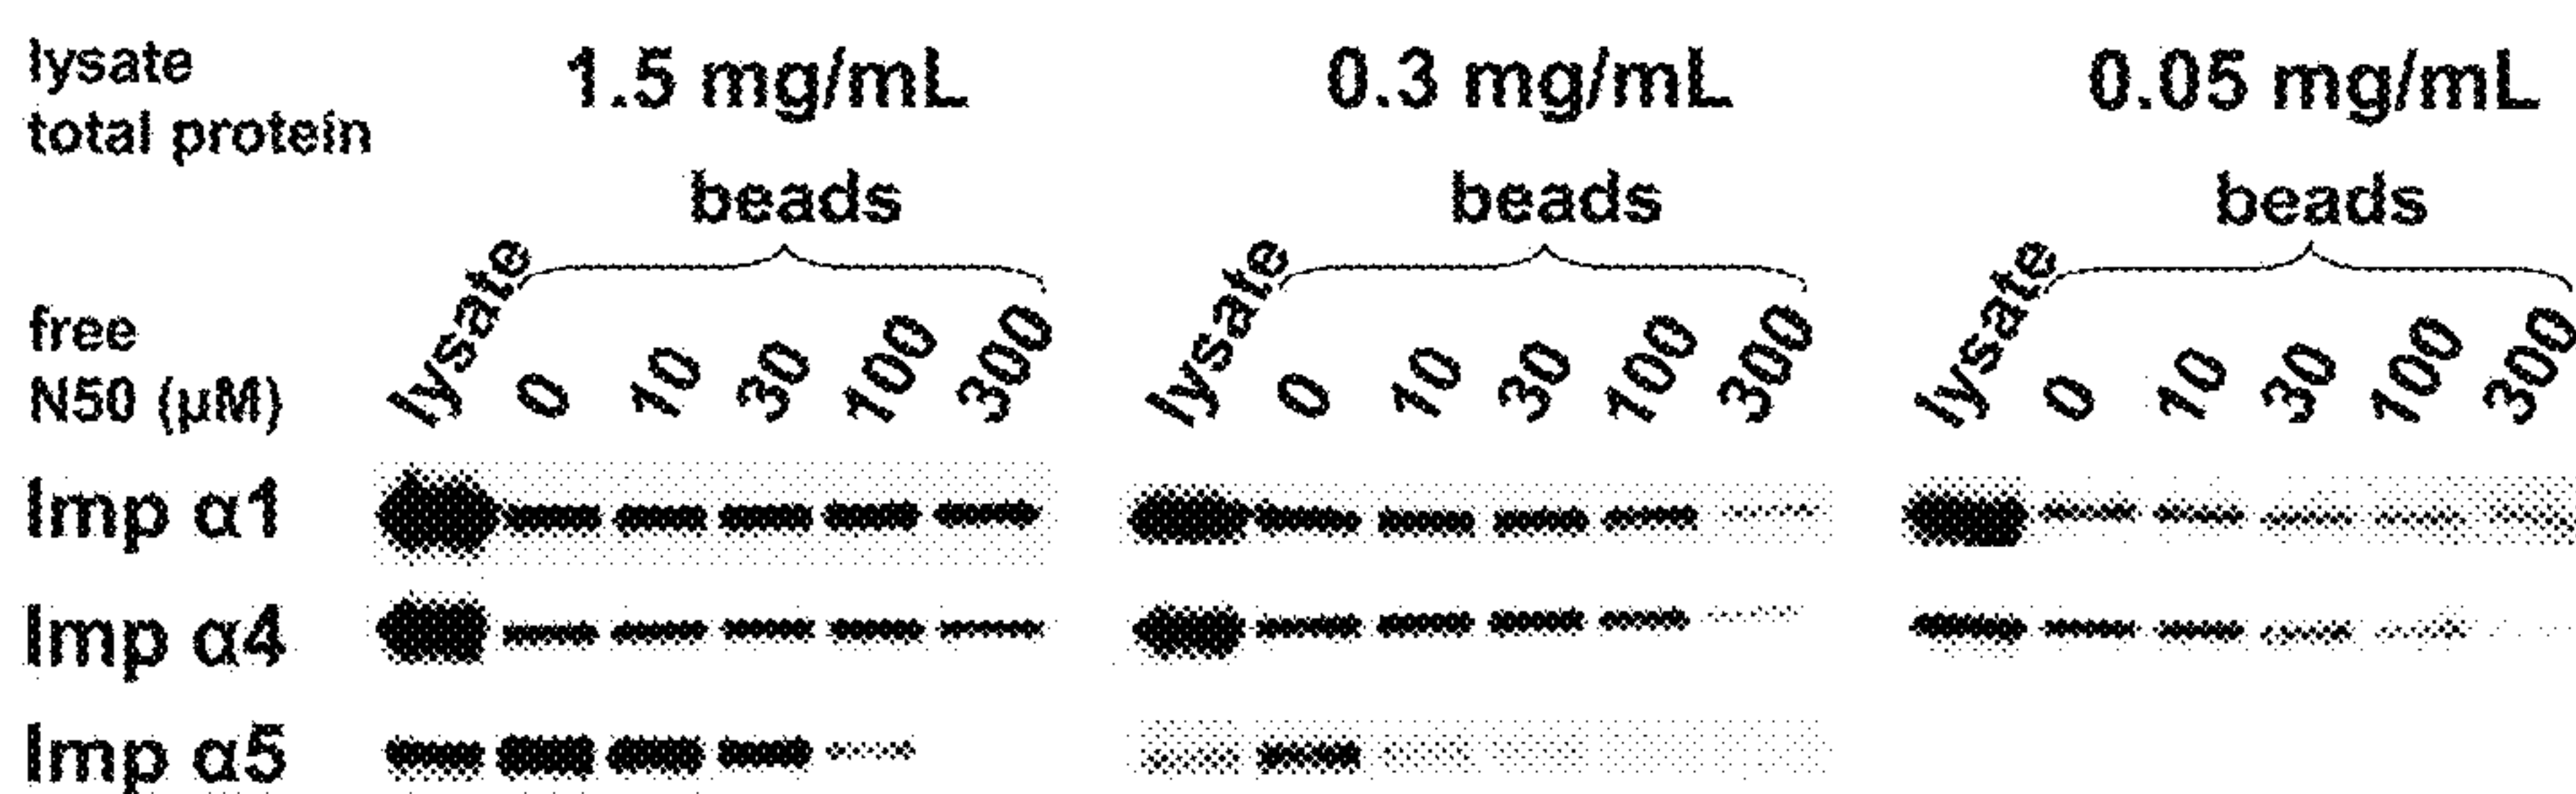 lysate
total protein
1.5 mg/mL
0.3 mg/mL
0.05 mg/mL
beads
beads
beads
free
N50 (µM)
lysate 0 10 30 100 300
lysate 0 10 30 100 300
lysate 0 10 30 100 300
Imp α1
Imp α4
Imp α5